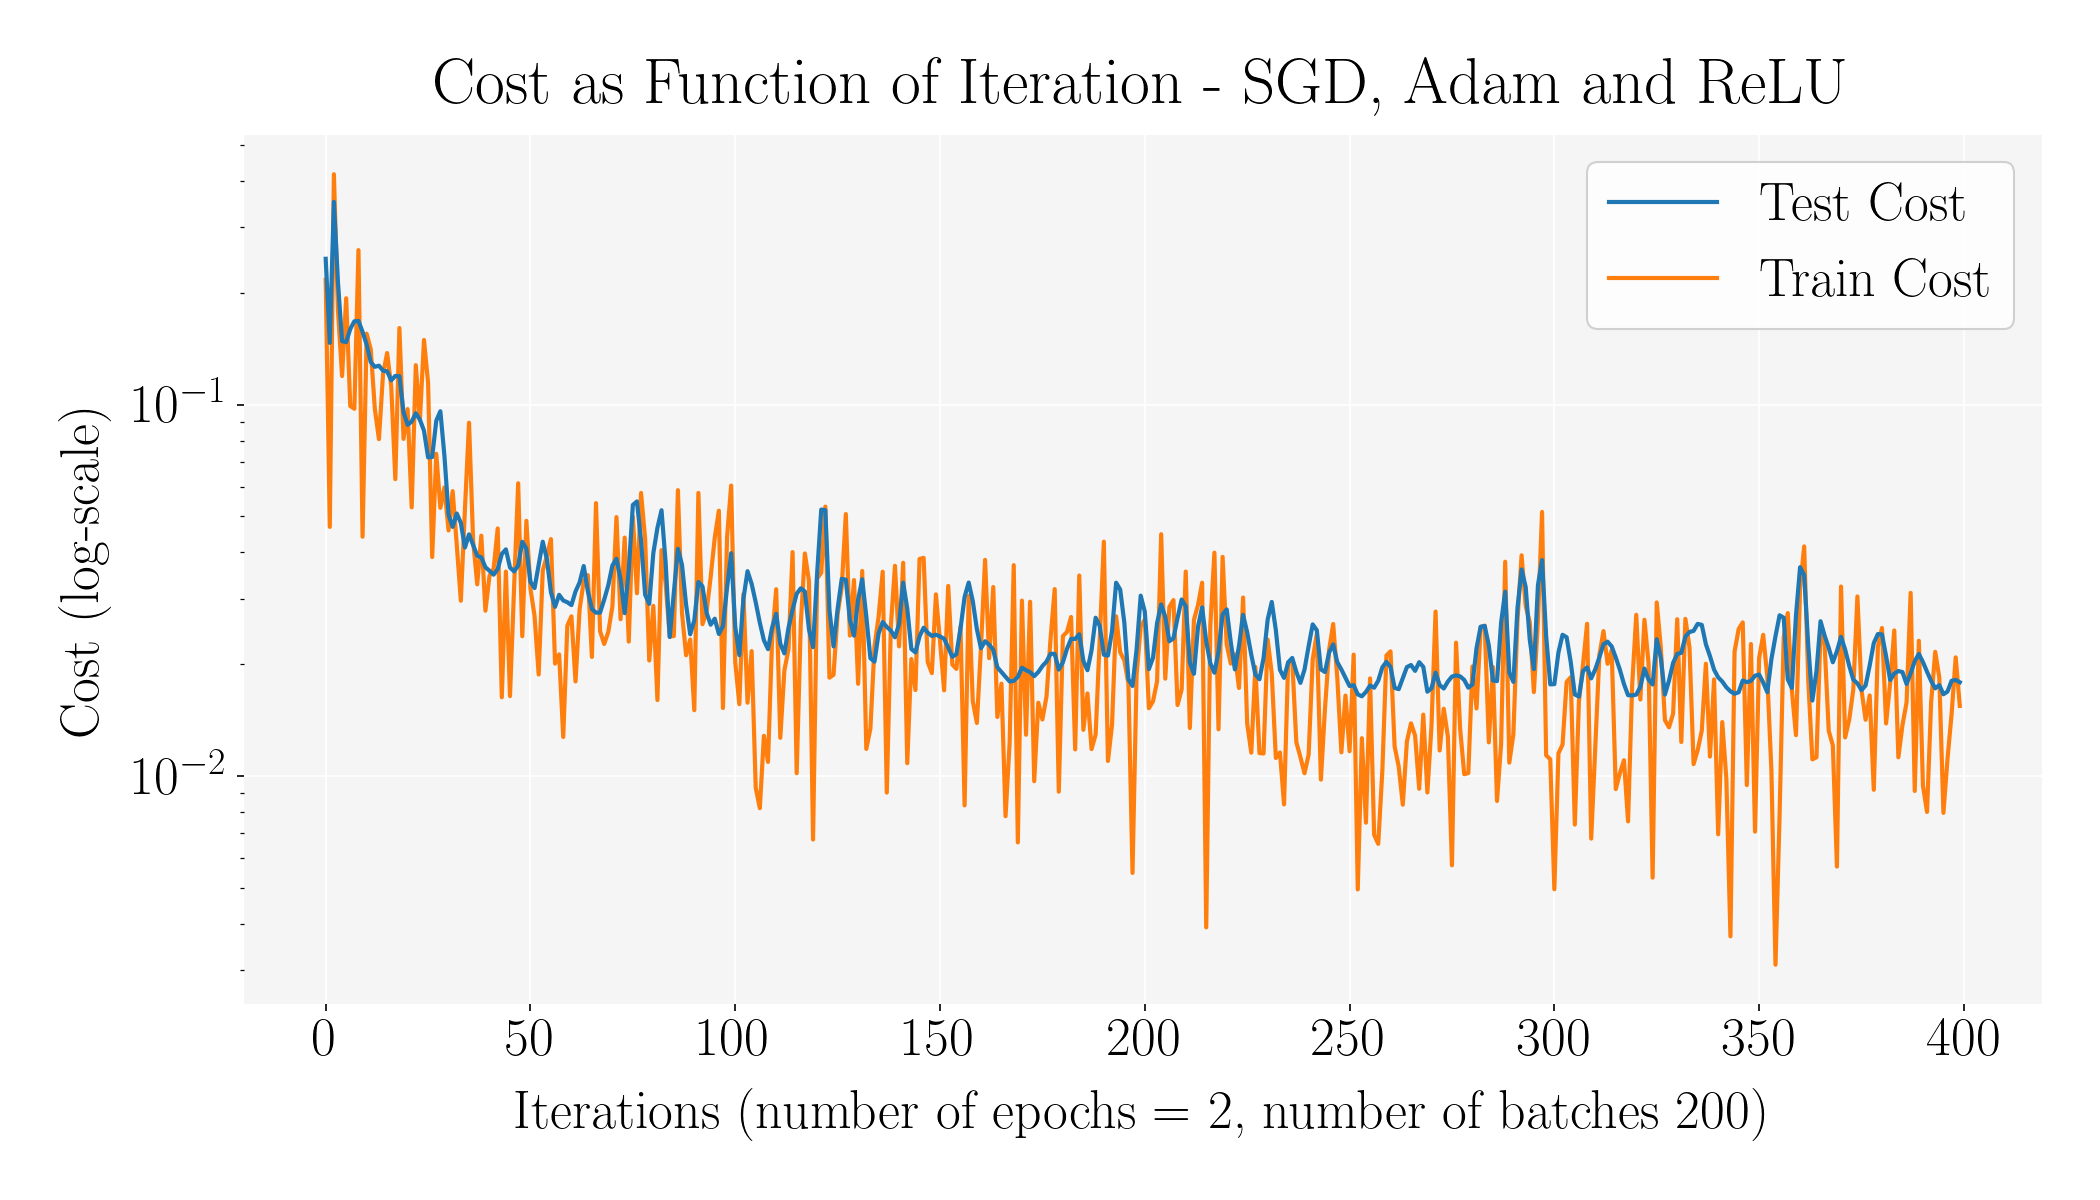 Cost as Function of Iteration - SGD, Adam and ReLU
Test Cost
Train Cost
Cost (log-scale)
10⁻¹
10⁻²
0 50 100 150 200 250 300 350 400
Iterations (number of epochs = 2, number of batches 200)